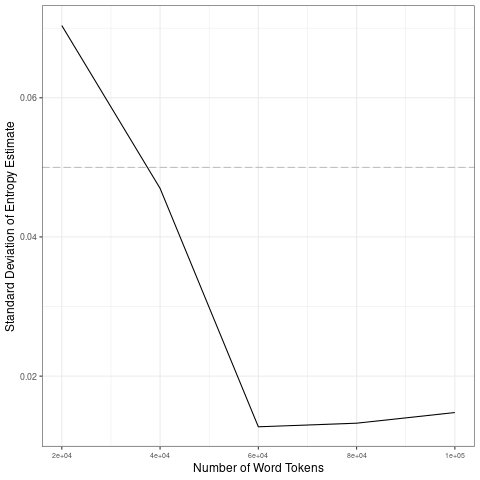 Standard Deviation of Entropy Estimate
0.06
0.04
0.02
2e+04 4e+04 6e+04 8e+04 1e+05
Number of Word Tokens